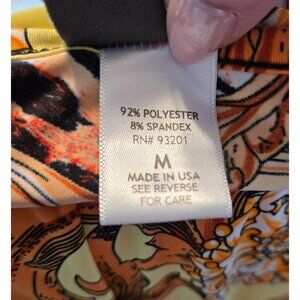 92% POLYESTER
8% SPANDEX
RN# 93201
M
MADE IN USA
SEE REVERSE
FOR CARE